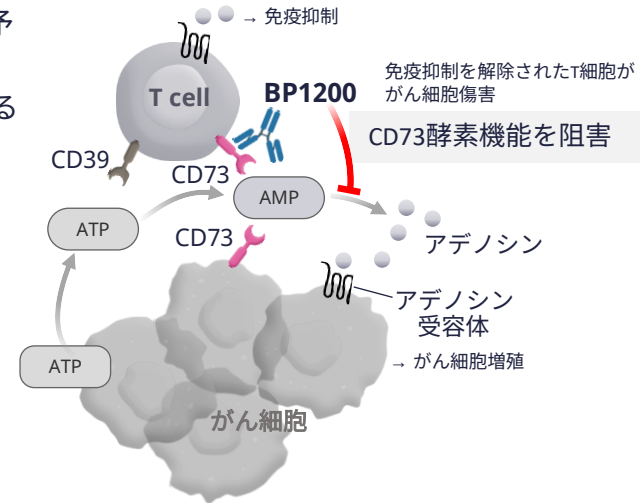 予
る
→ 免疫抑制
T cell
BP1200
免疫抑制を解除されたT細胞が
がん細胞傷害
CD73酵素機能を阻害
CD39
CD73
AMP
ATP
CD73
アデノシン
アデノシン
受容体
→ がん細胞増殖
ATP
がん細胞